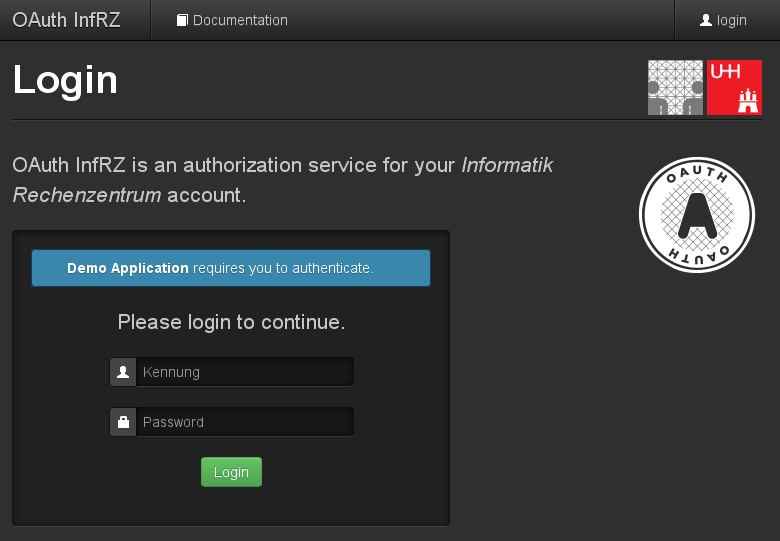 OAuth InfRZ
Documentation
login
Login
UHH
OAuth InfRZ is an authorization service for your Informatik
Rechenzentrum account.
OAUTH
A
OAUTH
Demo Application requires you to authenticate.
Please login to continue.
Kennung
Password
Login